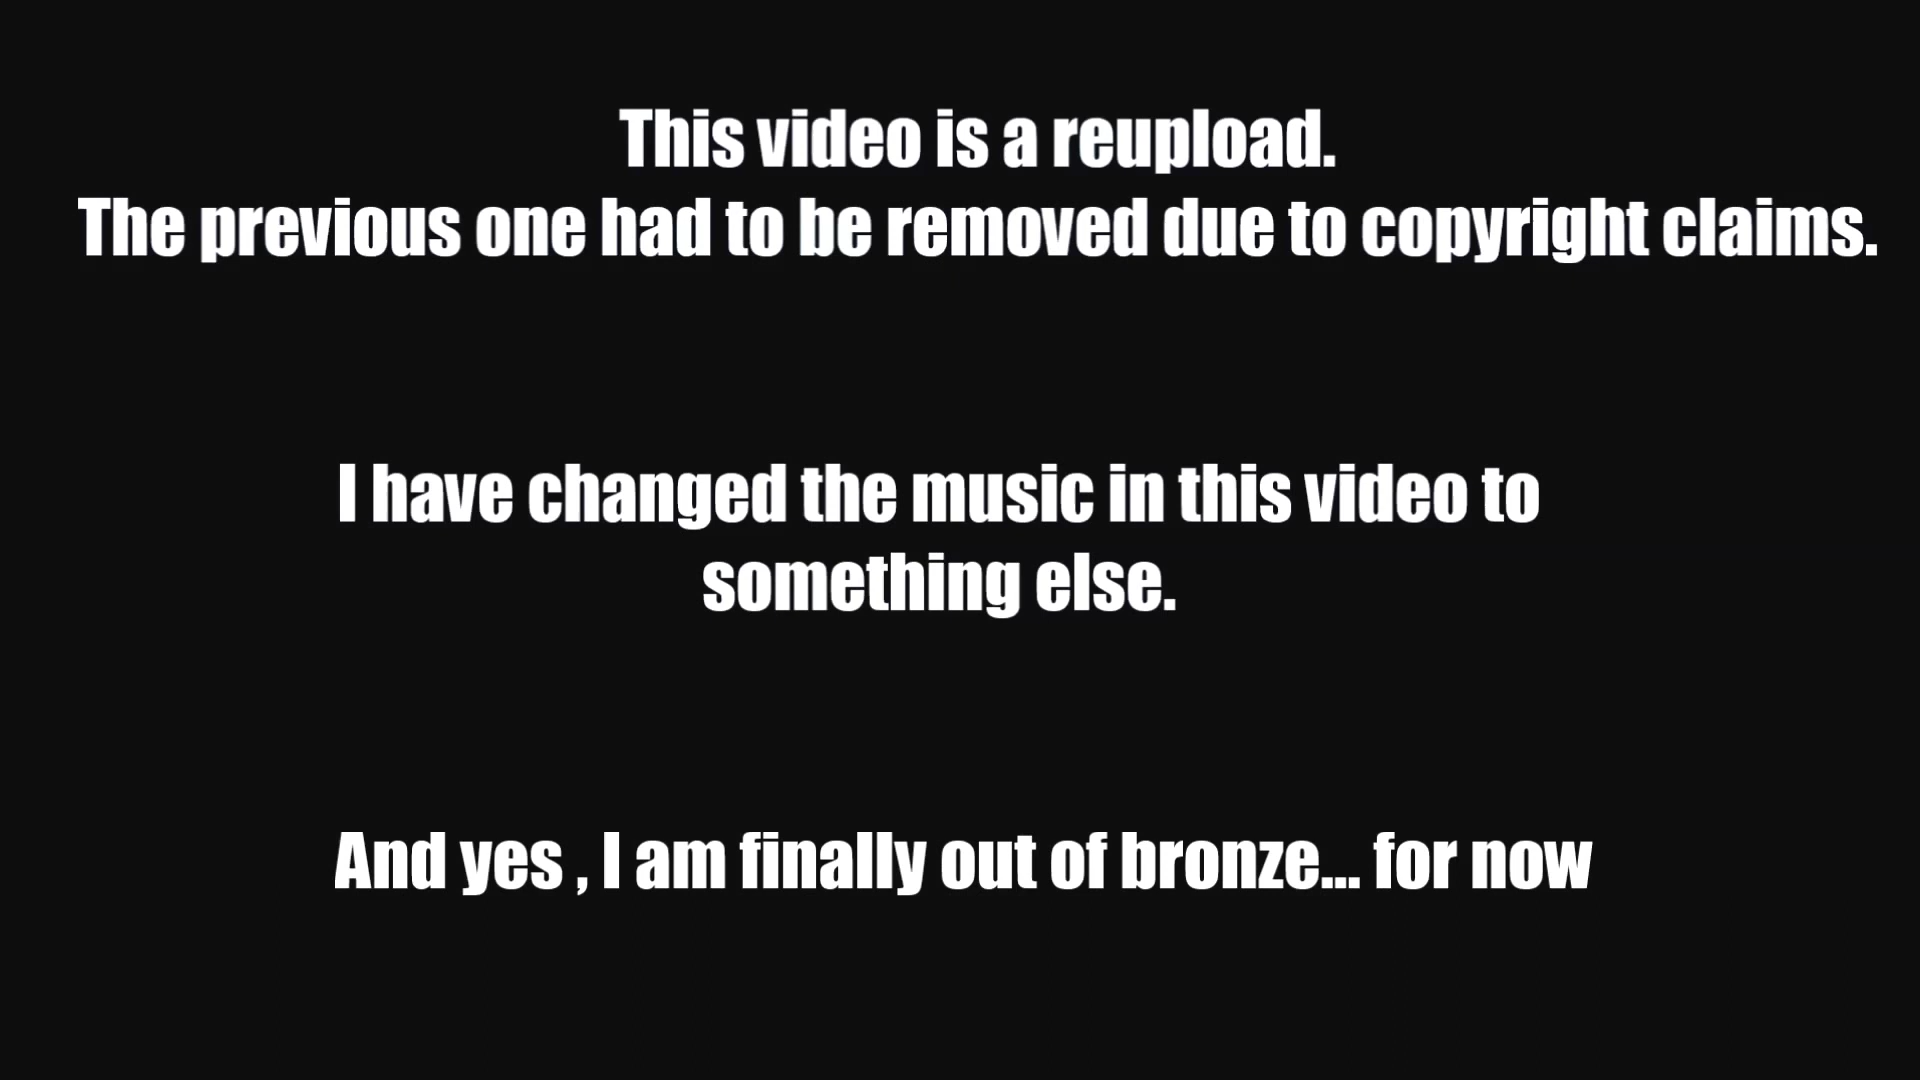 This video is a reupload.
The previous one had to be removed due to copyright claims.
I have changed the music in this video to
something else.
And yes , I am finally out of bronze... for now